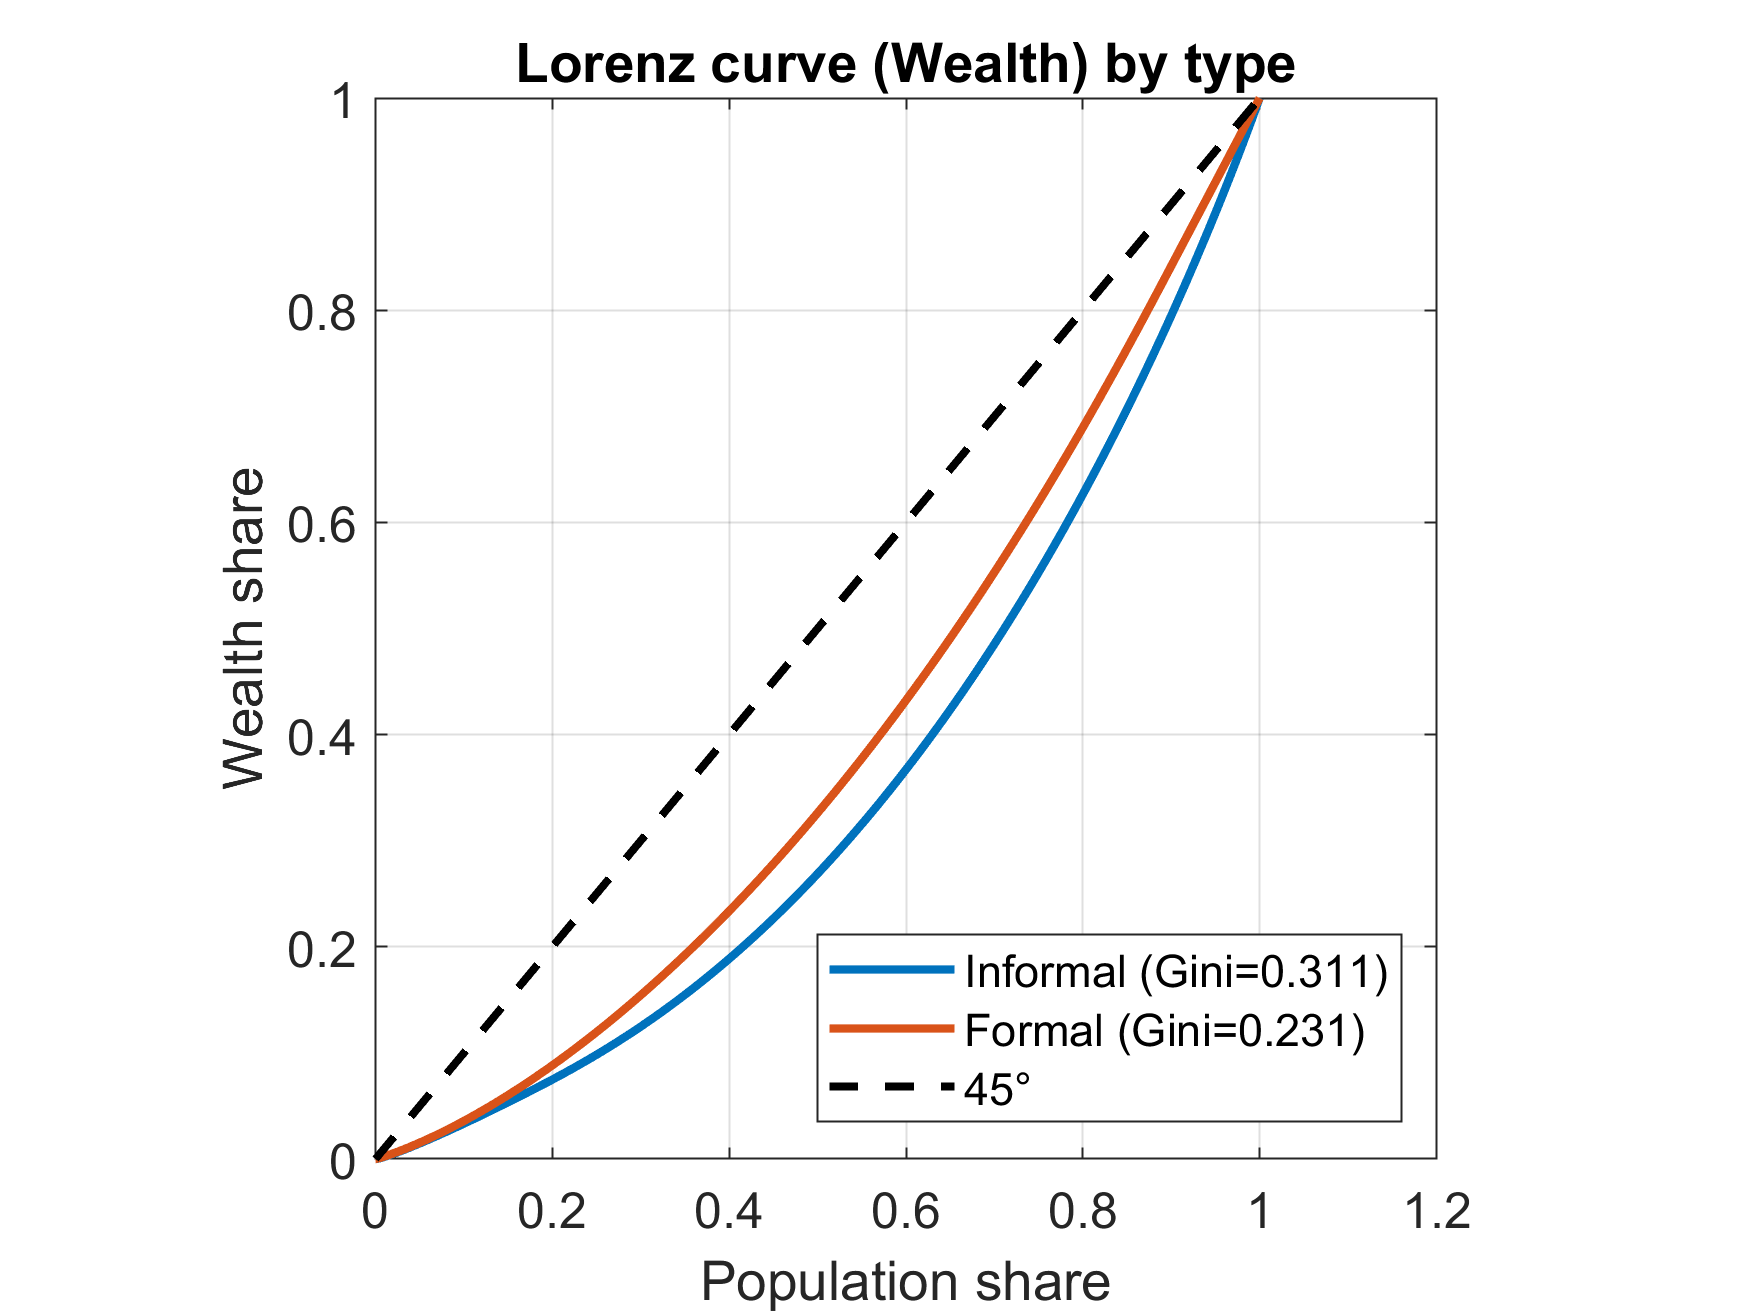 Lorenz curve (Wealth) by type
1
0.8
0.6
0.4
0.2
0
Wealth share
Informal (Gini=0.311)
Formal (Gini=0.231)
45°
0 0.2 0.4 0.6 0.8 1 1.2
Population share